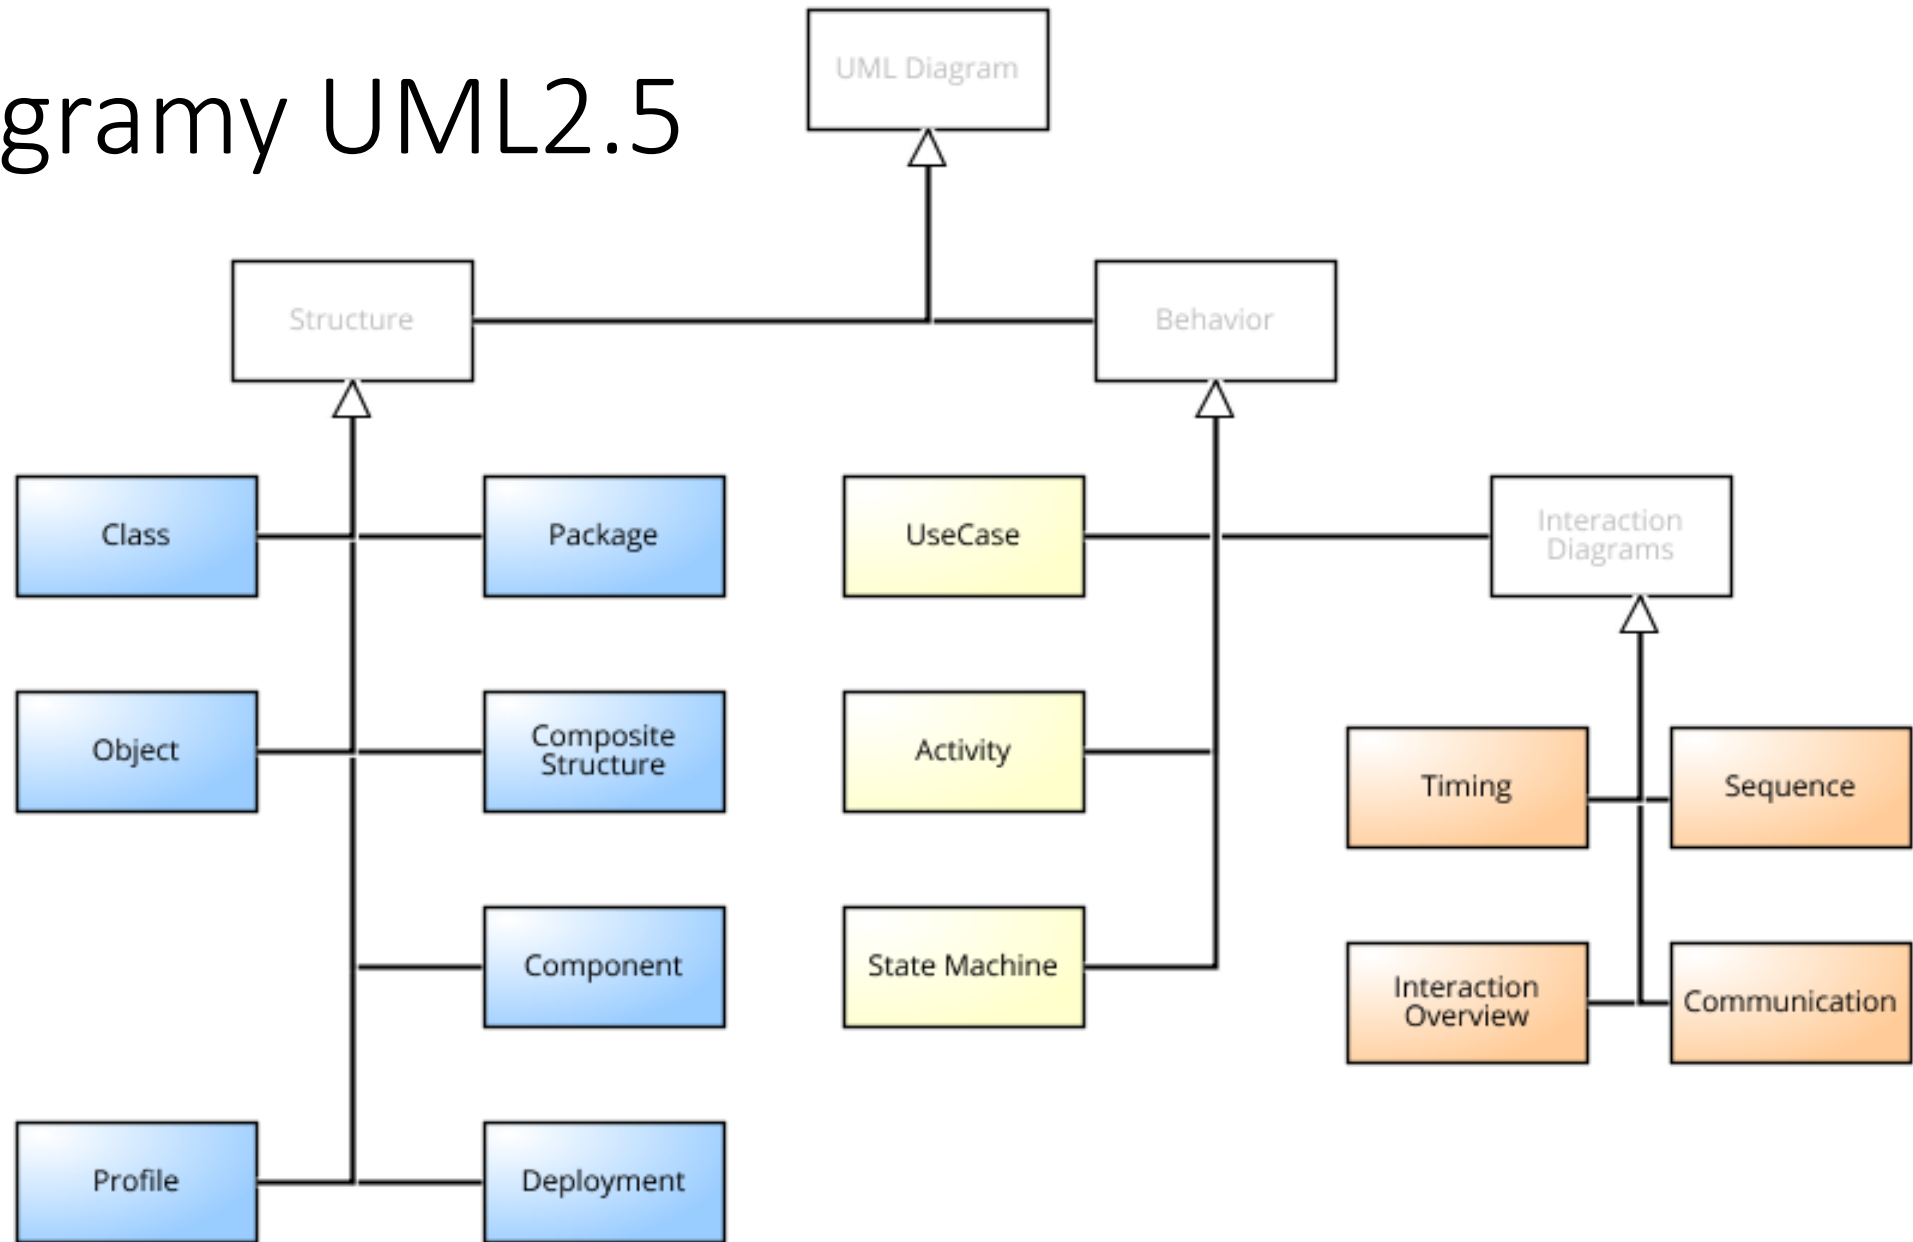 gramy UML2.5
UML Diagram
Structure
Behavior
Class
Package
UseCase
Interaction
Diagrams
Object
Composite
Structure
Activity
Timing
Sequence
Component
State Machine
Interaction
Overview
Communication
Profile
Deployment